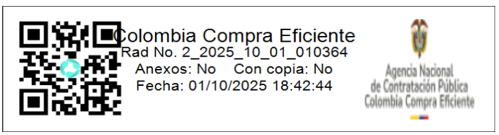 Colombia Compra Eficiente
Rad No. 2_2025_10_01_010364
Anexos: No Con copia: No
Fecha: 01/10/2025 18:42:44
Agencia Nacional
de Contratación Pública
Colombia Compra Eficiente